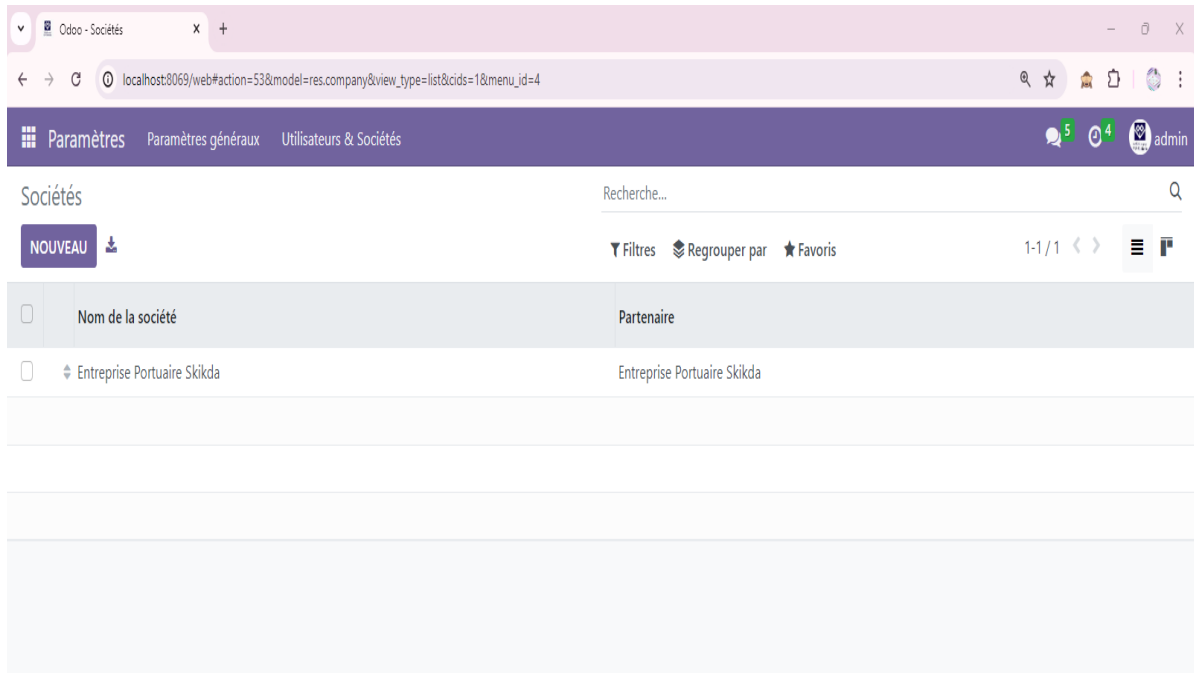 Odoo - Sociétés
localhost:8069/web#action=53&model=res.company&view_type=list&cids=1&menu_id=4
Paramètres Paramètres généraux Utilisateurs & Sociétés 5 4 admin
Sociétés Recherche...
NOUVEAU Filtres Regrouper par Favoris 1-1 / 1
Nom de la société Partenaire
Entreprise Portuaire Skikda Entreprise Portuaire Skikda